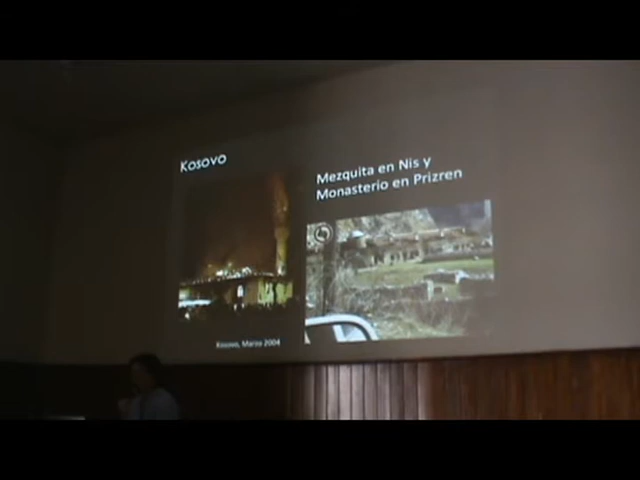 Kosovo
Mezquita en Nis y
Monasterio en Prizren
Kosovo, Marzo 2004